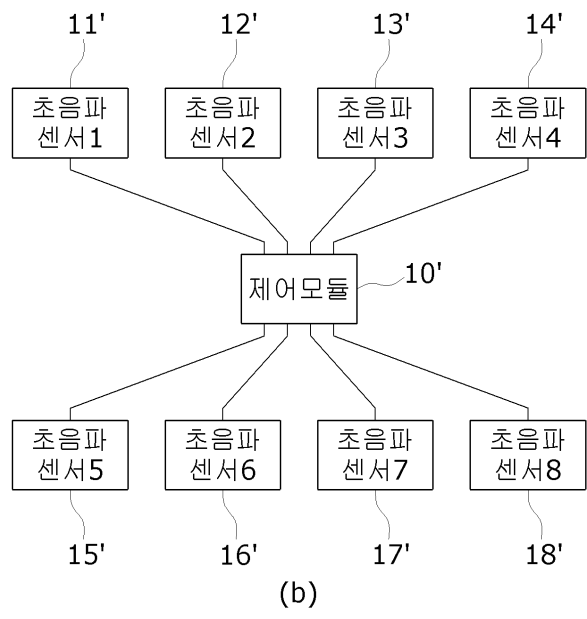 11' 12' 13' 14'
초음파 초음파 초음파 초음파
센서1 센서2 센서3 센서4
제어모듈 10'
초음파 초음파 초음파 초음파
센서5 센서6 센서7 센서8
15' 16' 17' 18'
(b)